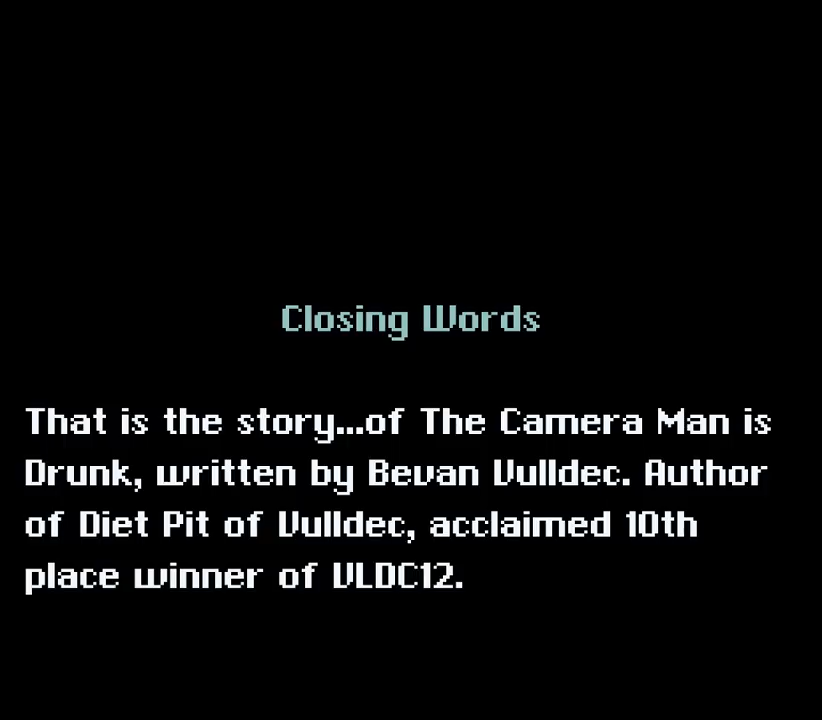 Closing Words
That is the story...of The Camera Man is
Drunk, written by Bevan Vulldec. Author
of Diet Pit of Vulldec, acclaimed 10th
place winner of VLDC12.